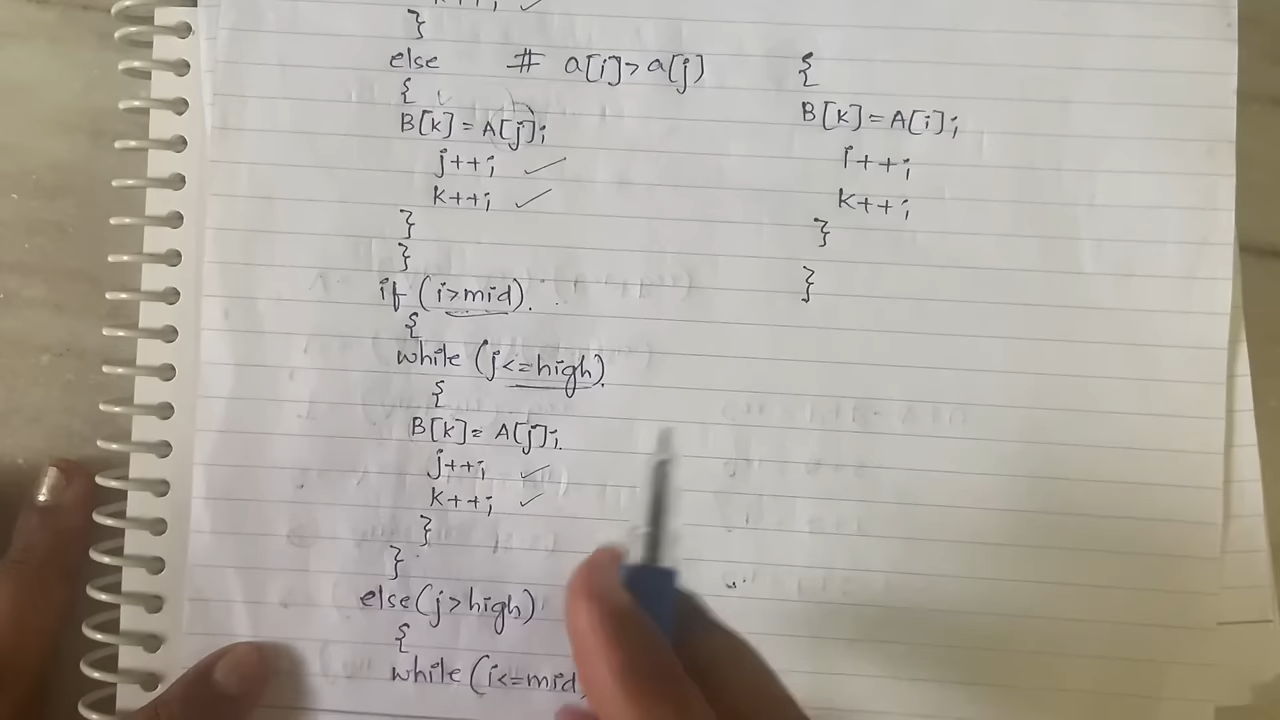 k++;
}
else # a[i]>a[j]
{
B[k]=A[j];
j++;
k++;
}
}
if (i>mid).
{
while (j<=high).
{
B[k]= A[j];
j++;
k++;
}
}
else(j>high)
{
while (i<=mid
{
B[k]=A[i];
i++;
k++;
}
}